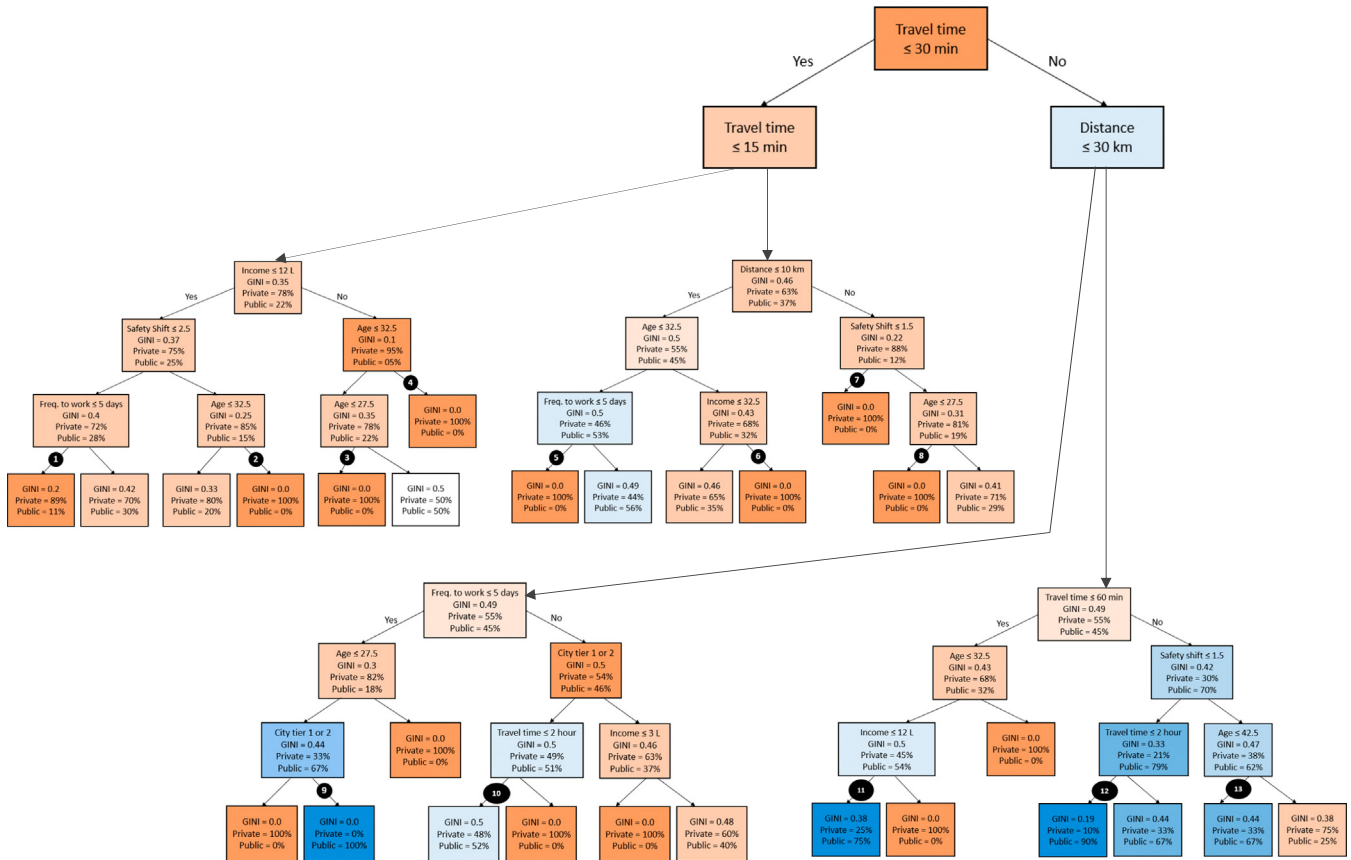 Travel time
≤ 30 min
Yes
No
Travel time
≤ 15 min
Distance
≤ 30 km
Income ≤ 12 L
GINI = 0.35
Private = 78%
Public = 22%
Yes
No
Distance ≤ 10 km
GINI = 0.46
Private = 63%
Public = 37%
Yes
No
Safety Shift ≤ 2.5
GINI = 0.37
Private = 75%
Public = 25%
Age ≤ 32.5
GINI = 0.1
Private = 95%
Public = 05%
Age ≤ 32.5
GINI = 0.5
Private = 55%
Public = 45%
Safety Shift ≤ 1.5
GINI = 0.22
Private = 88%
Public = 12%
4
7
Freq. to work ≤ 5 days
GINI = 0.4
Private = 72%
Public = 28%
Age ≤ 32.5
GINI = 0.25
Private = 85%
Public = 15%
Age ≤ 27.5
GINI = 0.35
Private = 78%
Public = 22%
GINI = 0.0
Private = 100%
Public = 0%
Freq. to work ≤ 5 days
GINI = 0.5
Private = 46%
Public = 53%
Income ≤ 32.5
GINI = 0.43
Private = 68%
Public = 32%
GINI = 0.0
Private = 100%
Public = 0%
Age ≤ 27.5
GINI = 0.31
Private = 81%
Public = 19%
1
2
3
5
6
8
GINI = 0.2
Private = 89%
Public = 11%
GINI = 0.42
Private = 70%
Public = 30%
GINI = 0.33
Private = 80%
Public = 20%
GINI = 0.0
Private = 100%
Public = 0%
GINI = 0.0
Private = 100%
Public = 0%
GINI = 0.5
Private = 50%
Public = 50%
GINI = 0.0
Private = 100%
Public = 0%
GINI = 0.49
Private = 44%
Public = 56%
GINI = 0.46
Private = 65%
Public = 35%
GINI = 0.0
Private = 100%
Public = 0%
GINI = 0.0
Private = 100%
Public = 0%
GINI = 0.41
Private = 71%
Public = 29%
Freq. to work ≤ 5 days
GINI = 0.49
Private = 55%
Public = 45%
Yes
No
Travel time ≤ 60 min
GINI = 0.49
Private = 55%
Public = 45%
Yes
No
Age ≤ 27.5
GINI = 0.3
Private = 82%
Public = 18%
City tier 1 or 2
GINI = 0.5
Private = 54%
Public = 46%
Age ≤ 32.5
GINI = 0.43
Private = 68%
Public = 32%
Safety shift ≤ 1.5
GINI = 0.42
Private = 30%
Public = 70%
City tier 1 or 2
GINI = 0.44
Private = 33%
Public = 67%
GINI = 0.0
Private = 100%
Public = 0%
Travel time ≤ 2 hour
GINI = 0.5
Private = 49%
Public = 51%
Income ≤ 3 L
GINI = 0.46
Private = 63%
Public = 37%
Income ≤ 12 L
GINI = 0.5
Private = 45%
Public = 54%
GINI = 0.0
Private = 100%
Public = 0%
Travel time ≤ 2 hour
GINI = 0.33
Private = 21%
Public = 79%
Age ≤ 42.5
GINI = 0.47
Private = 38%
Public = 62%
9
10
11
12
13
GINI = 0.0
Private = 100%
Public = 0%
GINI = 0.0
Private = 0%
Public = 100%
GINI = 0.5
Private = 48%
Public = 52%
GINI = 0.0
Private = 100%
Public = 0%
GINI = 0.0
Private = 100%
Public = 0%
GINI = 0.48
Private = 60%
Public = 40%
GINI = 0.38
Private = 25%
Public = 75%
GINI = 0.0
Private = 100%
Public = 0%
GINI = 0.19
Private = 10%
Public = 90%
GINI = 0.44
Private = 33%
Public = 67%
GINI = 0.44
Private = 33%
Public = 67%
GINI = 0.38
Private = 75%
Public = 25%